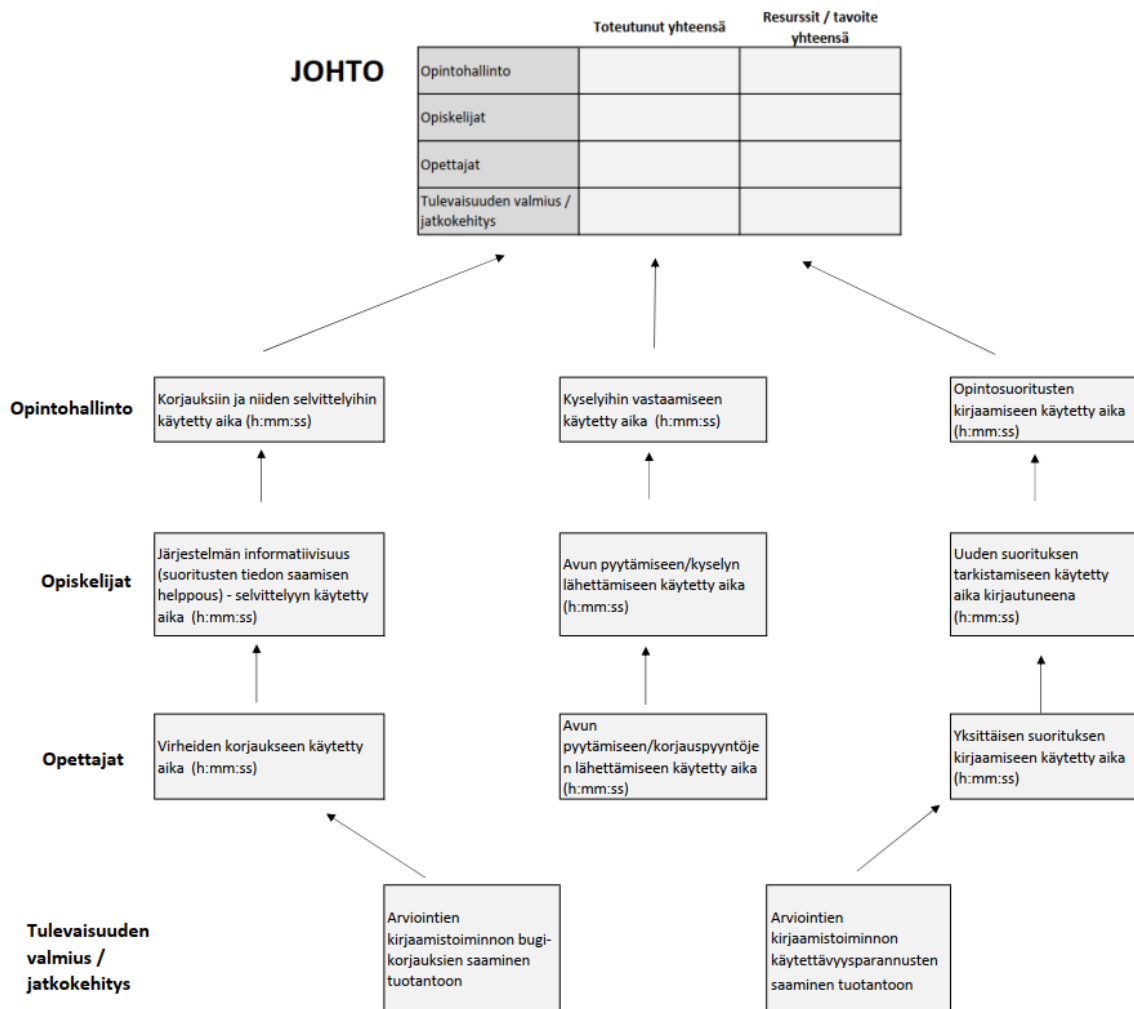 Toteutunut yhteensä
Resurssit / tavoite
yhteensä
JOHTO
Opintohallinto
Opiskelijat
Opettajat
Tulevaisuuden valmius /
jatkokehitys
Opintohallinto
Korjauksiin ja niiden selvittelyihin
käytetty aika (h:mm:ss)
Kyselyihin vastaamiseen
käytetty aika (h:mm:ss)
Opintosuoritusten
kirjaamiseen käytetty aika
(h:mm:ss)
Opiskelijat
Järjestelmän informatiivisuus
(suoritusten tiedon saamisen
helppous) - selvittelyyn käytetty
aika (h:mm:ss)
Avun pyytämiseen/kyselyn
lähettämiseen käytetty aika
(h:mm:ss)
Uuden suorituksen
tarkistamiseen käytetty
aika kirjautuneena
(h:mm:ss)
Opettajat
Virheiden korjaukseen käytetty
aika (h:mm:ss)
Avun
pyytämiseen/korjauspyyntöje
n lähettämiseen käytetty aika
(h:mm:ss)
Yksittäisen suorituksen
kirjaamiseen käytetty aika
(h:mm:ss)
Tulevaisuuden
valmius /
jatkokehitys
Arviointien
kirjaamistoiminnon bugi-
korjauksien saaminen
tuotantoon
Arviointien
kirjaamistoiminnon
käytettävyysparannusten
saaminen tuotantoon